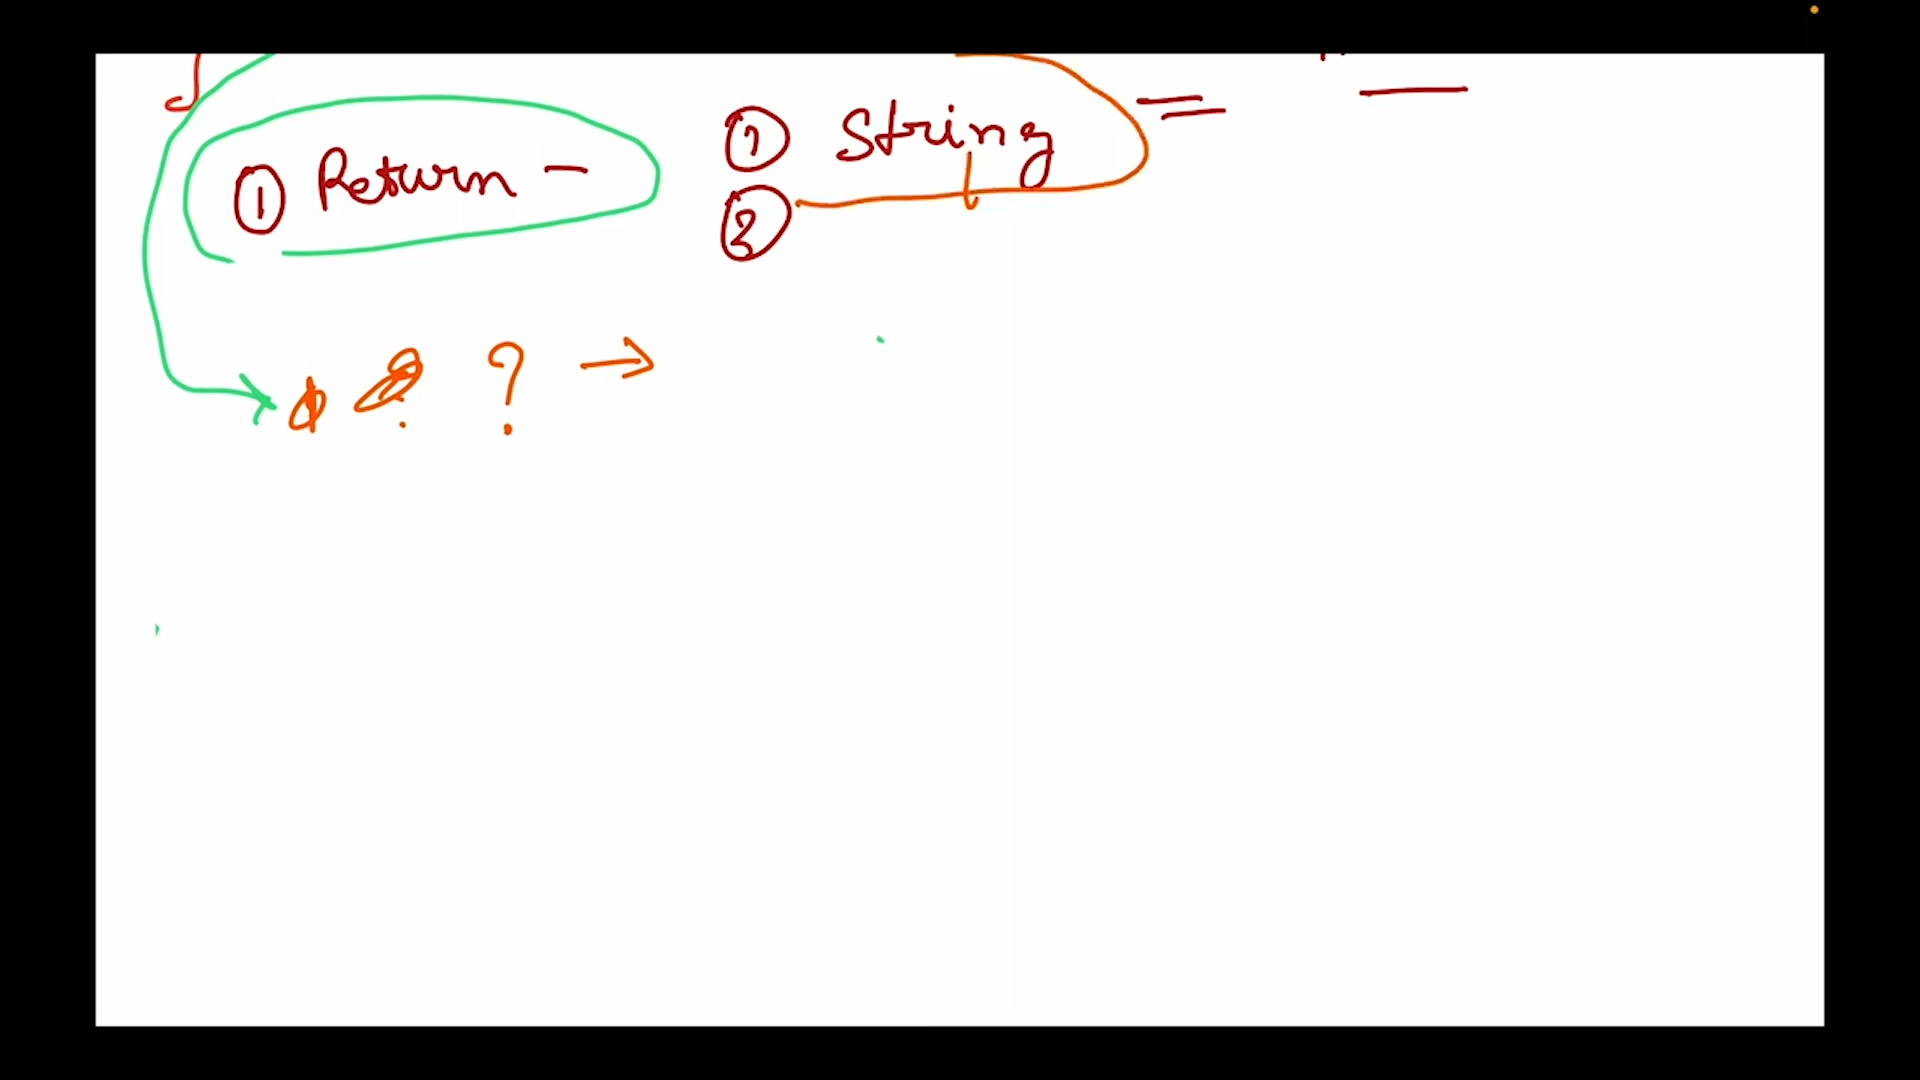 ① Return -
① String
②
? →